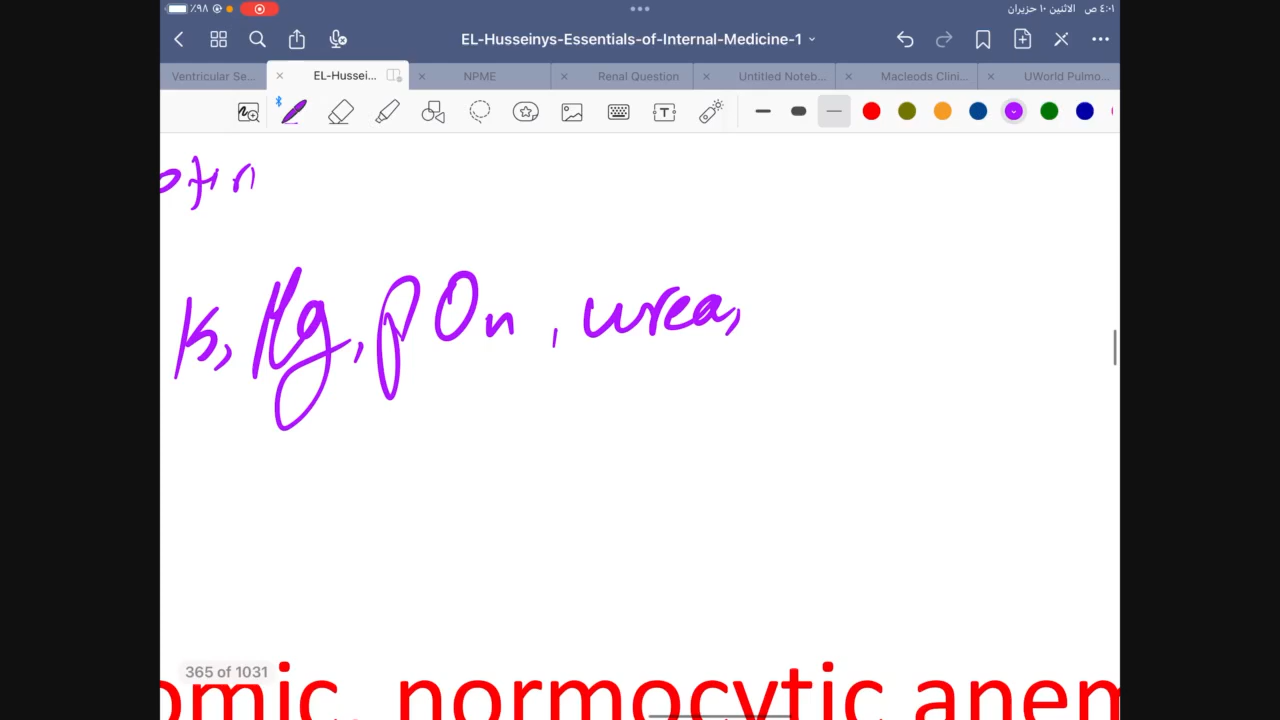 ٪٩٨
٤:٠١ ص الاثنين ١٠ حزيران
EL-Husseinys-Essentials-of-Internal-Medicine-1
Ventricular Se...
EL-Hussei...
NPME
Renal Question
Untitled Noteb...
Macleods Clini...
UWorld Pulmo...
K, Mg, PO4, urea,
365 of 1031
omic, normocytic anem